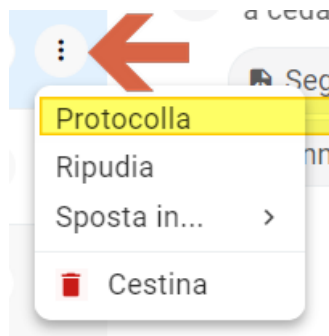 a ceda
Seg
Protocolla
Ripudia
Sposta in...
Cestina